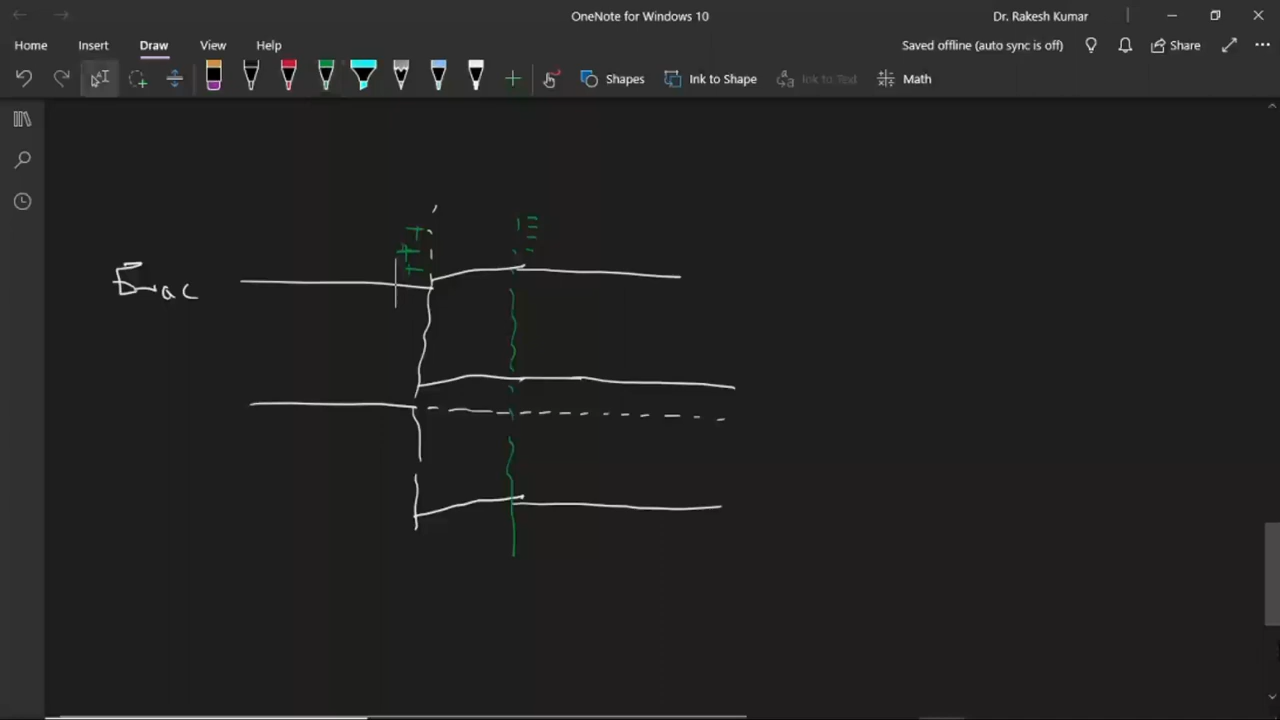 OneNote for Windows 10
Dr. Rakesh Kumar
Home Insert Draw View Help
Saved offline (auto sync is off)
Share
Shapes
Ink to Shape
Ink to Text
Math
+
+
+
Evac